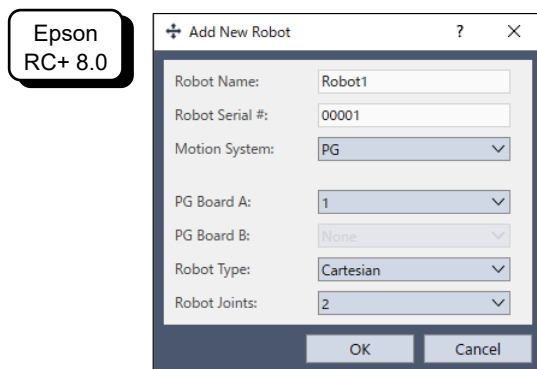 Epson
RC+ 8.0
Add New Robot ? ×
Robot Name: Robot1
Robot Serial #: 00001
Motion System: PG
PG Board A: 1
PG Board B: None
Robot Type: Cartesian
Robot Joints: 2
OK Cancel